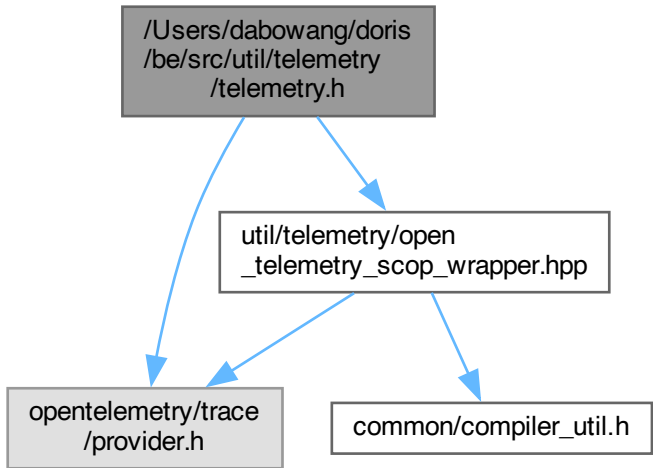 /Users/dabowang/doris
/be/src/util/telemetry
/telemetry.h
util/telemetry/open
_telemetry_scop_wrapper.hpp
opentelemetry/trace
/provider.h
common/compiler_util.h